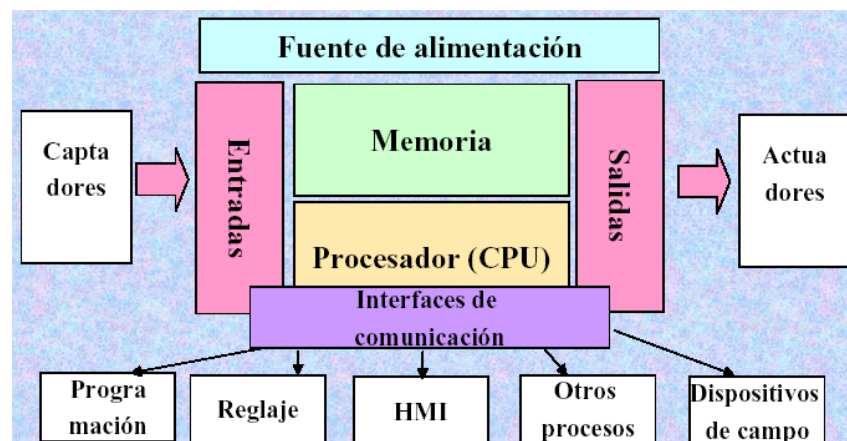 Fuente de alimentación
Capta
dores
Entradas
Memoria
Salidas
Actua
dores
Procesador (CPU)
Interfaces de
comunicación
Progra
mación
Reglaje
HMI
Otros
procesos
Dispositivos
de campo